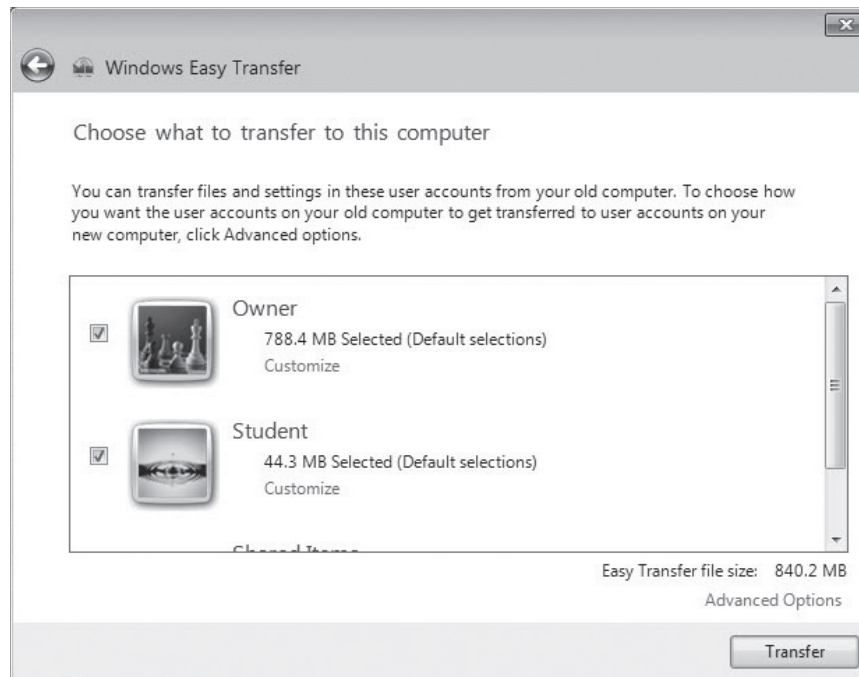 Windows Easy Transfer
Choose what to transfer to this computer
You can transfer files and settings in these user accounts from your old computer. To choose how
you want the user accounts on your old computer to get transferred to user accounts on your
new computer, click Advanced options.
Owner
788.4 MB Selected (Default selections)
Customize
Student
44.3 MB Selected (Default selections)
Customize
Shared Items
Easy Transfer file size: 840.2 MB
Advanced Options
Transfer